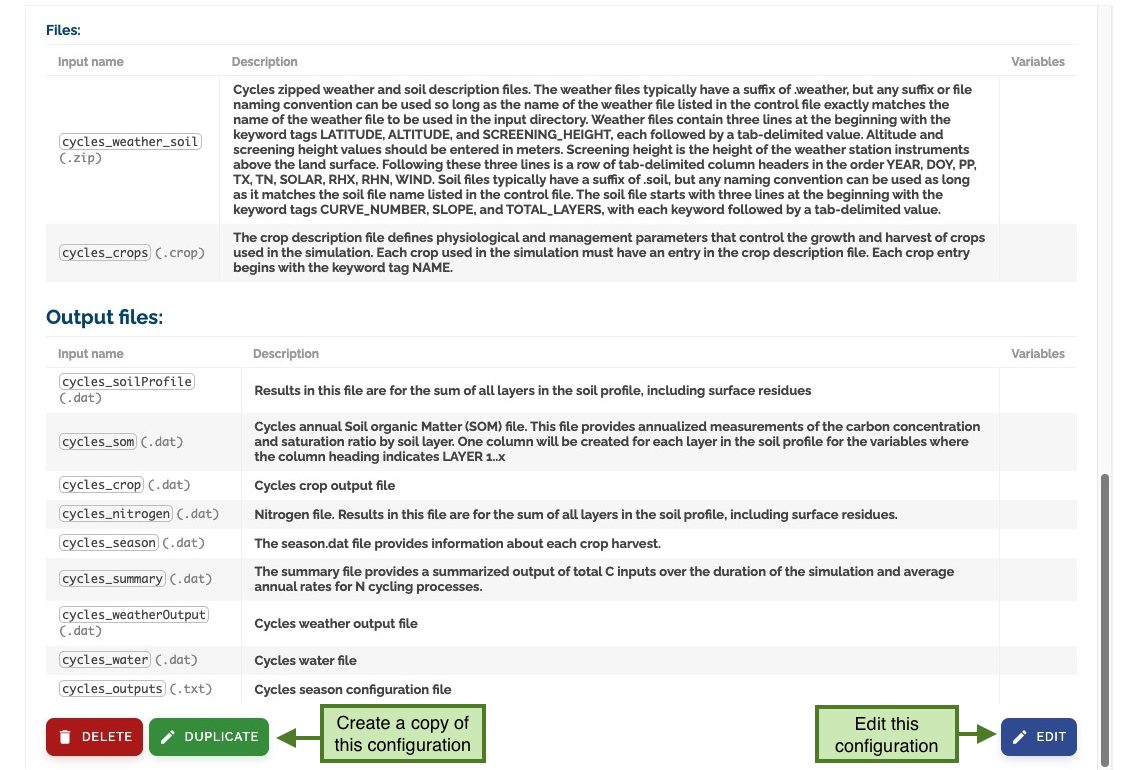 Files:
Input name Description Variables
cycles_weather_soil
(.zip)
Cycles zipped weather and soil description files. The weather files typically have a suffix of .weather, but any suffix or file
naming convention can be used so long as the name of the weather file listed in the control file exactly matches the
name of the weather file to be used in the input directory. Weather files contain three lines at the beginning with the
keyword tags LATITUDE, ALTITUDE, and SCREENING_HEIGHT, each followed by a tab-delimited value. Altitude and
screening height values should be entered in meters. Screening height is the height of the weather station instruments
above the land surface. Following these three lines is a row of tab-delimited column headers in the order YEAR, DOY, PP,
TX, TN, SOLAR, RHX, RHN, WIND. Soil files typically have a suffix of .soil, but any naming convention can be used as long
as it matches the soil file name listed in the control file. The soil file starts with three lines at the beginning with the
keyword tags CURVE_NUMBER, SLOPE, and TOTAL_LAYERS, with each keyword followed by a tab-delimited value.
cycles_crops (.crop)
The crop description file defines physiological and management parameters that control the growth and harvest of crops
used in the simulation. Each crop used in the simulation must have an entry in the crop description file. Each crop entry
begins with the keyword tag NAME.
Output files:
Input name Description Variables
cycles_soilProfile
(.dat)
Results in this file are for the sum of all layers in the soil profile, including surface residues
cycles_som (.dat)
Cycles annual Soil organic Matter (SOM) file. This file provides annualized measurements of the carbon concentration
and saturation ratio by soil layer. One column will be created for each layer in the soil profile for the variables where
the column heading indicates LAYER 1..x
cycles_crop (.dat) Cycles crop output file
cycles_nitrogen (.dat) Nitrogen file. Results in this file are for the sum of all layers in the soil profile, including surface residues.
cycles_season (.dat) The season.dat file provides information about each crop harvest.
cycles_summary (.dat)
The summary file provides a summarized output of total C inputs over the duration of the simulation and average
annual rates for N cycling processes.
cycles_weatherOutput
(.dat)
Cycles weather output file
cycles_water (.dat) Cycles water file
cycles_outputs (.txt) Cycles season configuration file
DELETE DUPLICATE
Create a copy of
this configuration
Edit this
configuration
EDIT